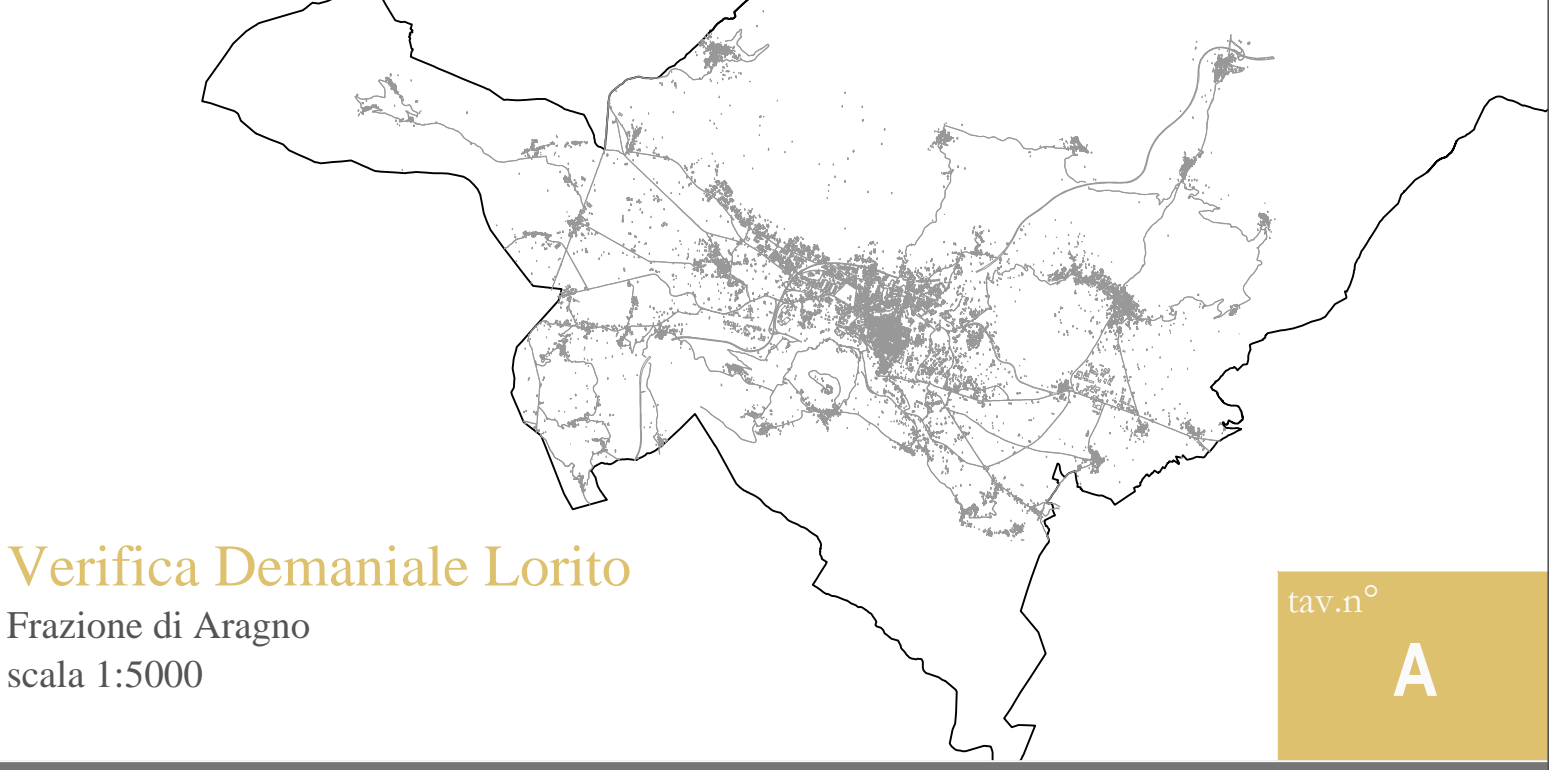 Verifica Demaniale Lorito
Frazione di Aragno
scala 1:5000
tav.n°
A